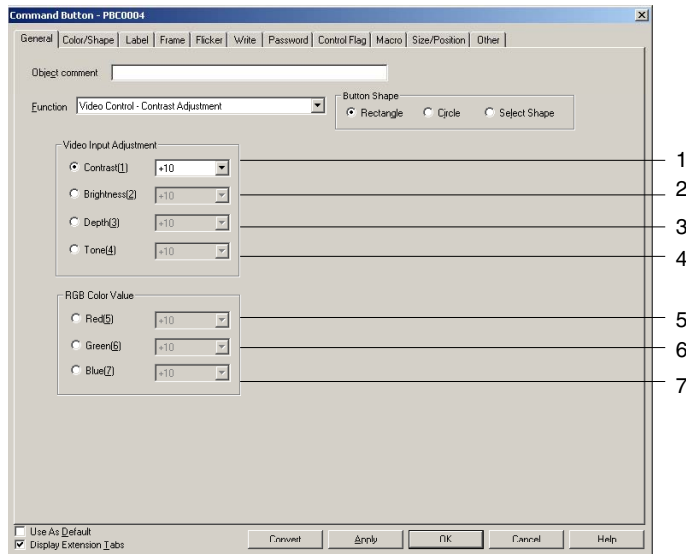 Command Button - PBC0004
General Color/Shape Label Frame Flicker Write Password Control Flag Macro Size/Position Other
Object comment
Function Video Control - Contrast Adjustment
Button Shape
Rectangle Circle Select Shape
Video Input Adjustment
Contrast(1) +10 1
Brightness(2) +10 2
Depth(3) +10 3
Tone(4) +10 4
RGB Color Value
Red(5) +10 5
Green(6) +10 6
Blue(7) +10 7
Use As Default
Display Extension Tabs
Convert Apply OK Cancel Help